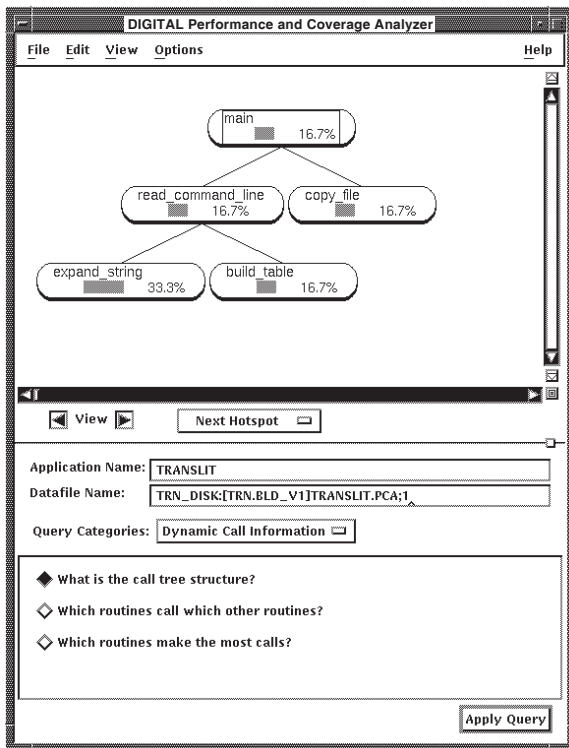 DIGITAL Performance and Coverage Analyzer
File Edit View Options Help
main
16.7%
read_command_line
16.7%
copy_file
16.7%
expand_string
33.3%
build_table
16.7%
View Next Hotspot
Application Name: TRANSLIT
Datafile Name: TRN_DISK:[TRN.BLD_V1]TRANSLIT.PCA;1
Query Categories: Dynamic Call Information
What is the call tree structure?
Which routines call which other routines?
Which routines make the most calls?
Apply Query